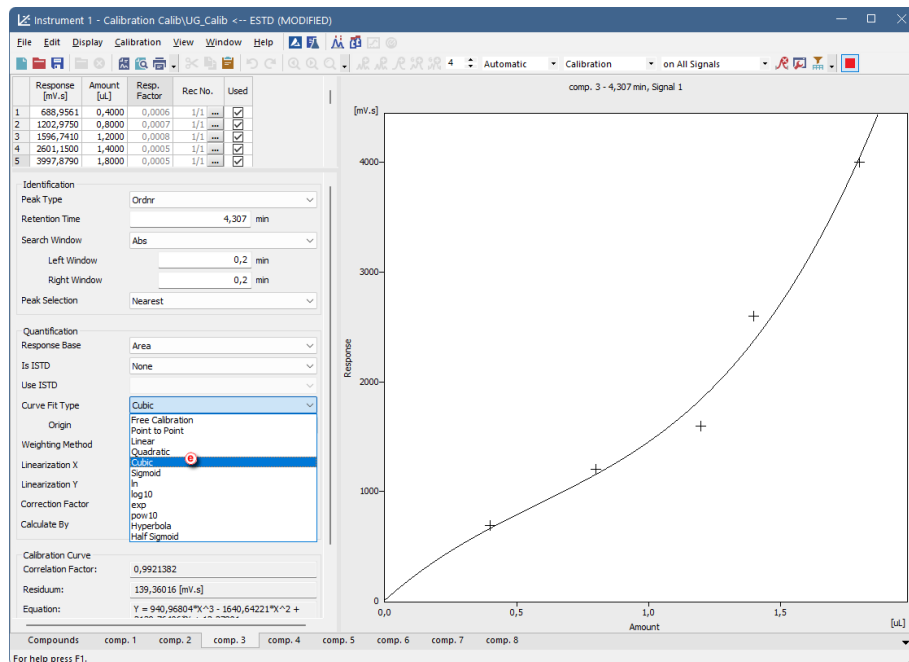 Instrument 1 - Calibration Calib\UG_Calib <-- ESTD (MODIFIED)
File Edit Display Calibration View Window Help
4 Automatic Calibration on All Signals
Response [mV.s] Amount [uL] Resp. Factor Rec No. Used
1 688,9561 0,4000 0,0006 1/1 ...
2 1202,9750 0,8000 0,0007 1/1 ...
3 1596,7410 1,2000 0,0008 1/1 ...
4 2601,1500 1,4000 0,0005 1/1 ...
5 3997,8790 1,8000 0,0005 1/1 ...
Identification
Peak Type Ordnr
Retention Time 4,307 min
Search Window Abs
Left Window 0,2 min
Right Window 0,2 min
Peak Selection Nearest
Quantification
Response Base Area
Is ISTD None
Use ISTD
Curve Fit Type Cubic
Origin
Weighting Method
Linearization X
Linearization Y
Correction Factor
Calculate By
Free Calibration
Point to Point
Linear
Quadratic
Cubic
e
Sigmoid
ln
log10
exp
pow10
Hyperbola
Half Sigmoid
Calibration Curve
Correlation Factor: 0,9921382
Residuum: 139,36016 [mV.s]
Equation: Y = 940,96804*X^3 - 1640,64221*X^2 +
comp. 3 - 4,307 min, Signal 1
[mV.s]
4000
3000
2000
1000
0
Response
0,0 0,5 1,0 1,5
Amount
[uL]
Compounds comp. 1 comp. 2 comp. 3 comp. 4 comp. 5 comp. 6 comp. 7 comp. 8
For help press F1.